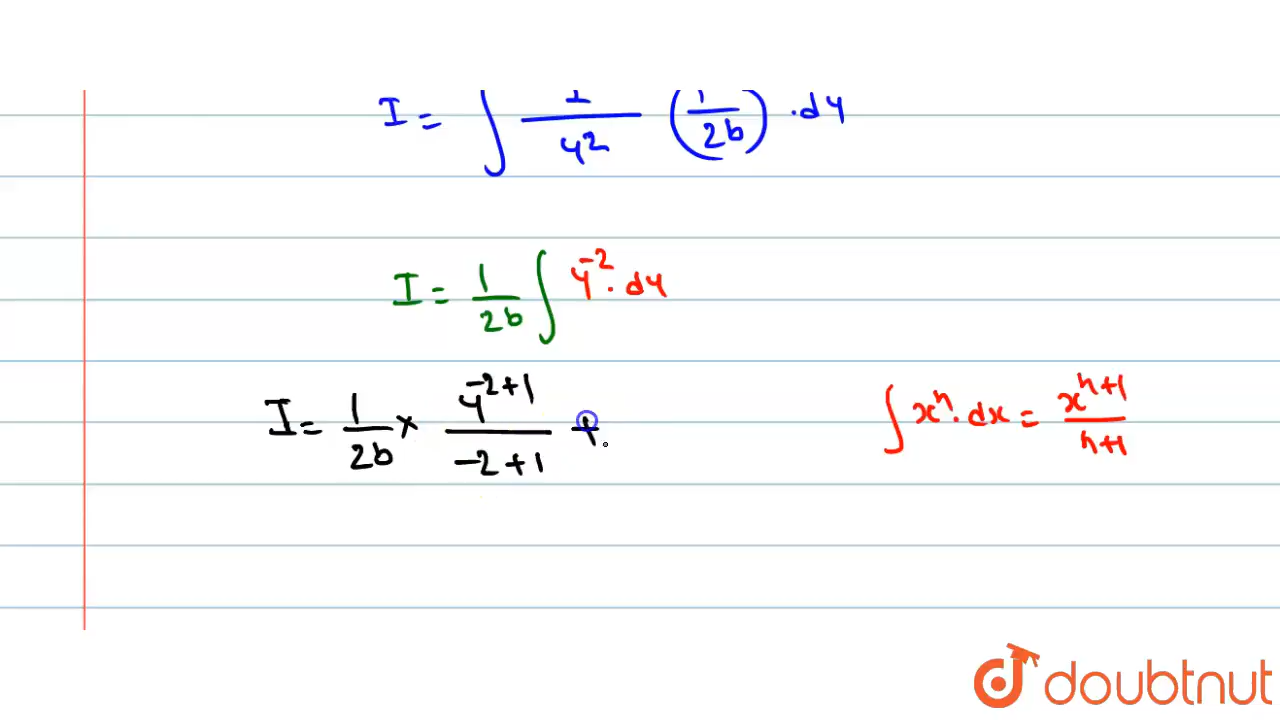 I = ∫ 1/y² (1/2b) . dy
I = 1/2b ∫ y⁻² . dy
I = 1/2b × y⁻²⁺¹/-2+1 +
∫ xⁿ . dx = xⁿ⁺¹/n+1
doubtnut